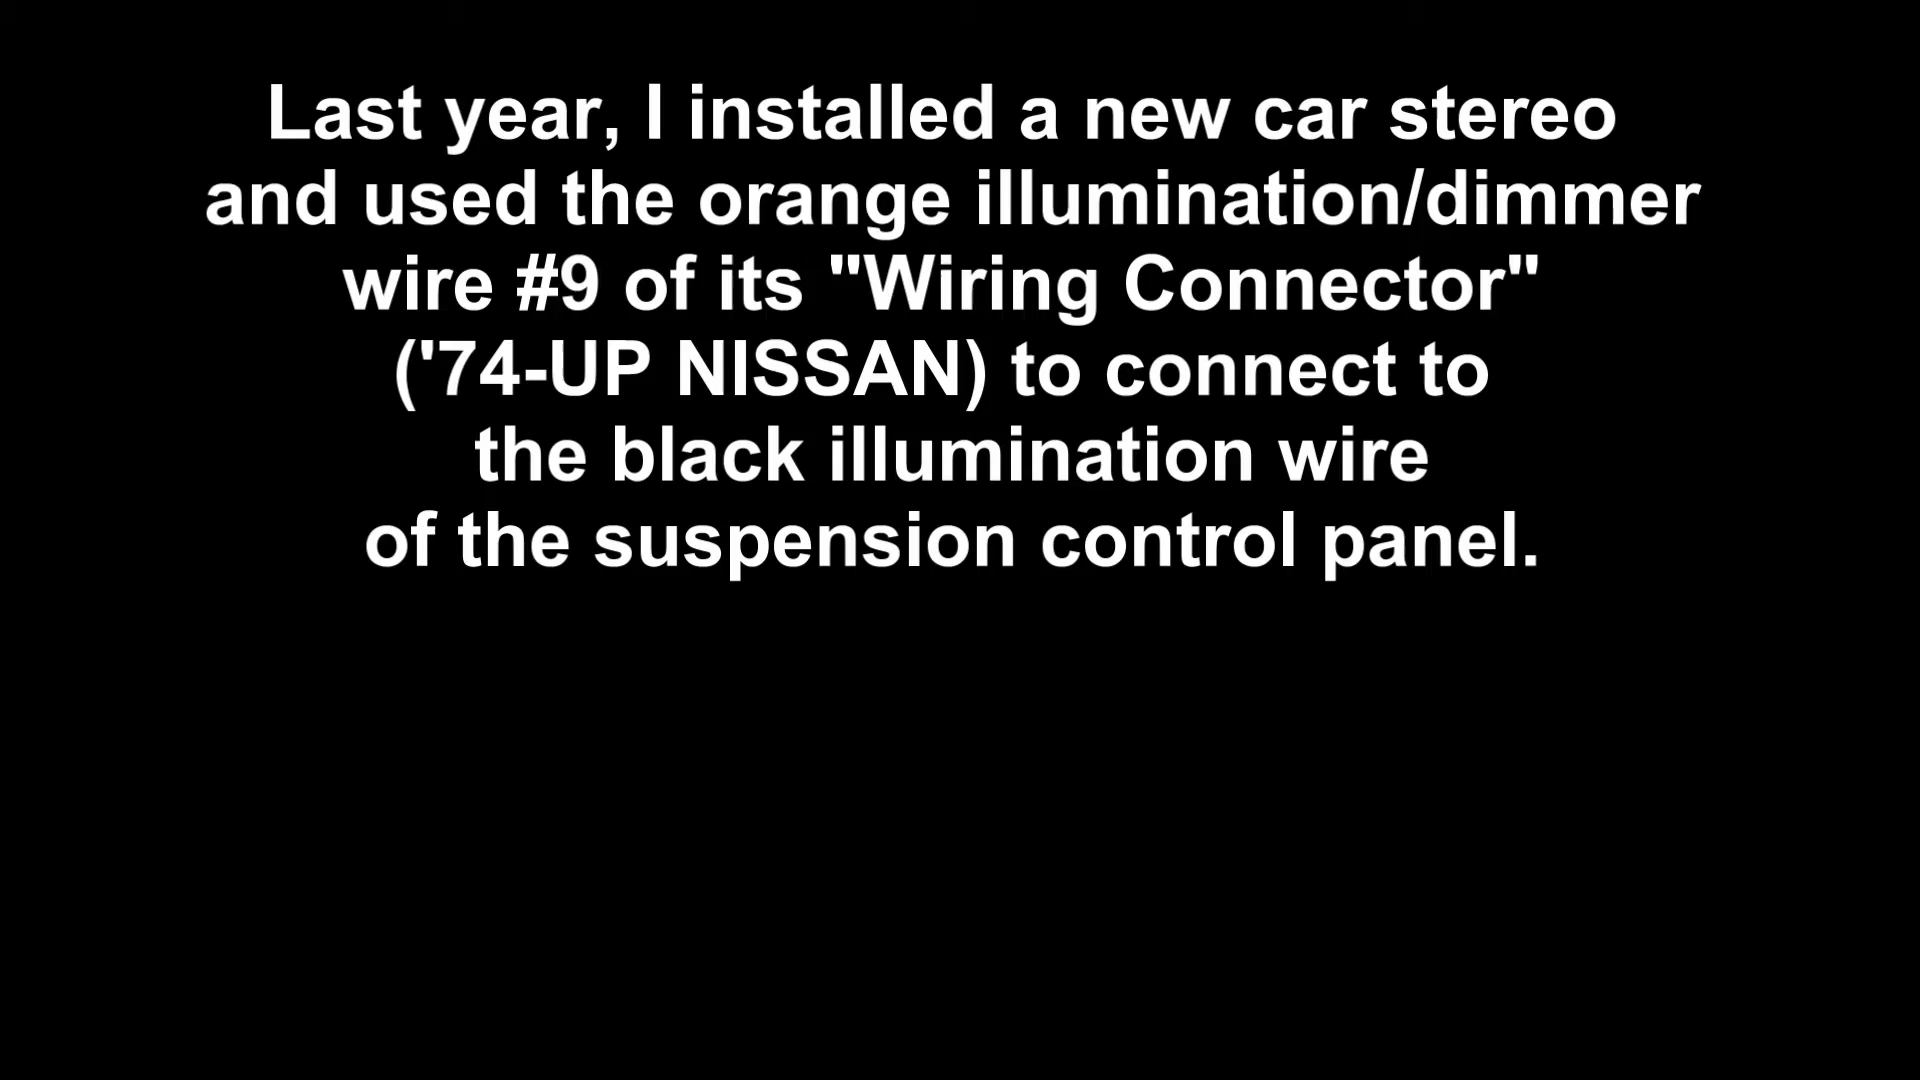 Last year, I installed a new car stereo
and used the orange illumination/dimmer
wire #9 of its "Wiring Connector"
('74-UP NISSAN) to connect to
the black illumination wire
of the suspension control panel.